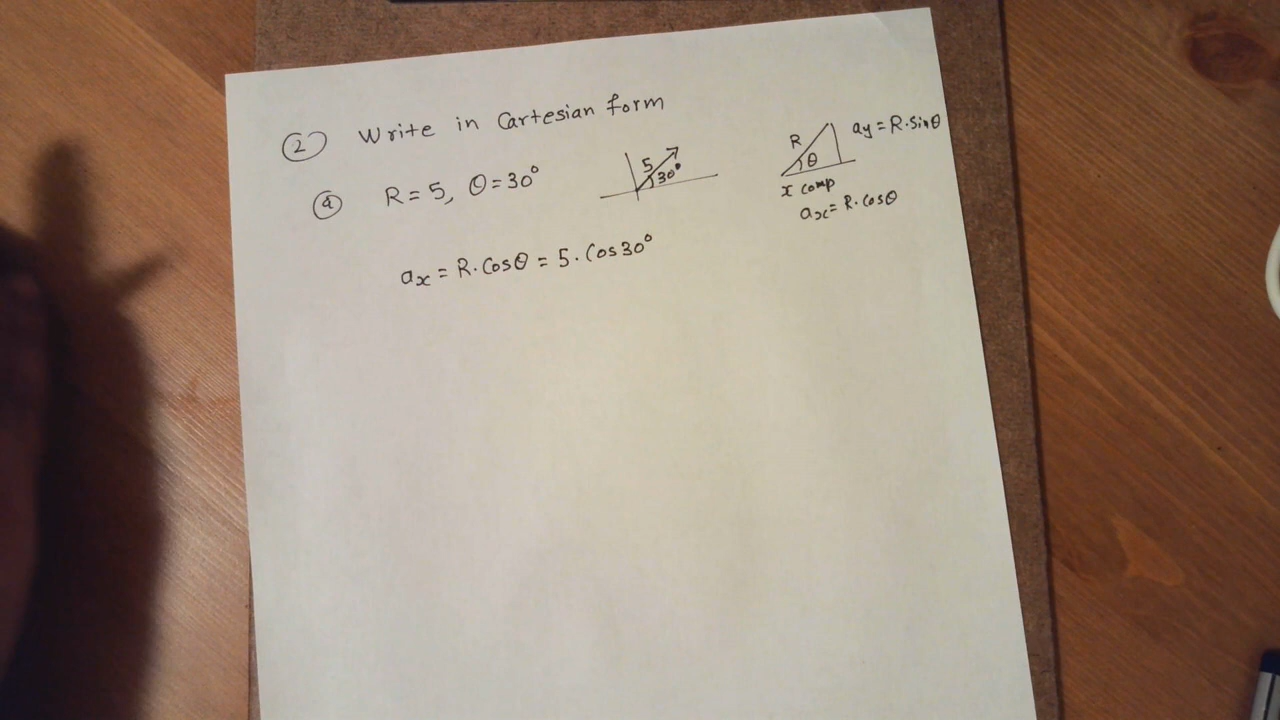 ② Write in Cartesian form
ⓐ R = 5, θ = 30°
5
30°
R
θ
ay = R·sinθ
x comp
ax = R·cosθ
ax = R·Cosθ = 5·Cos30°